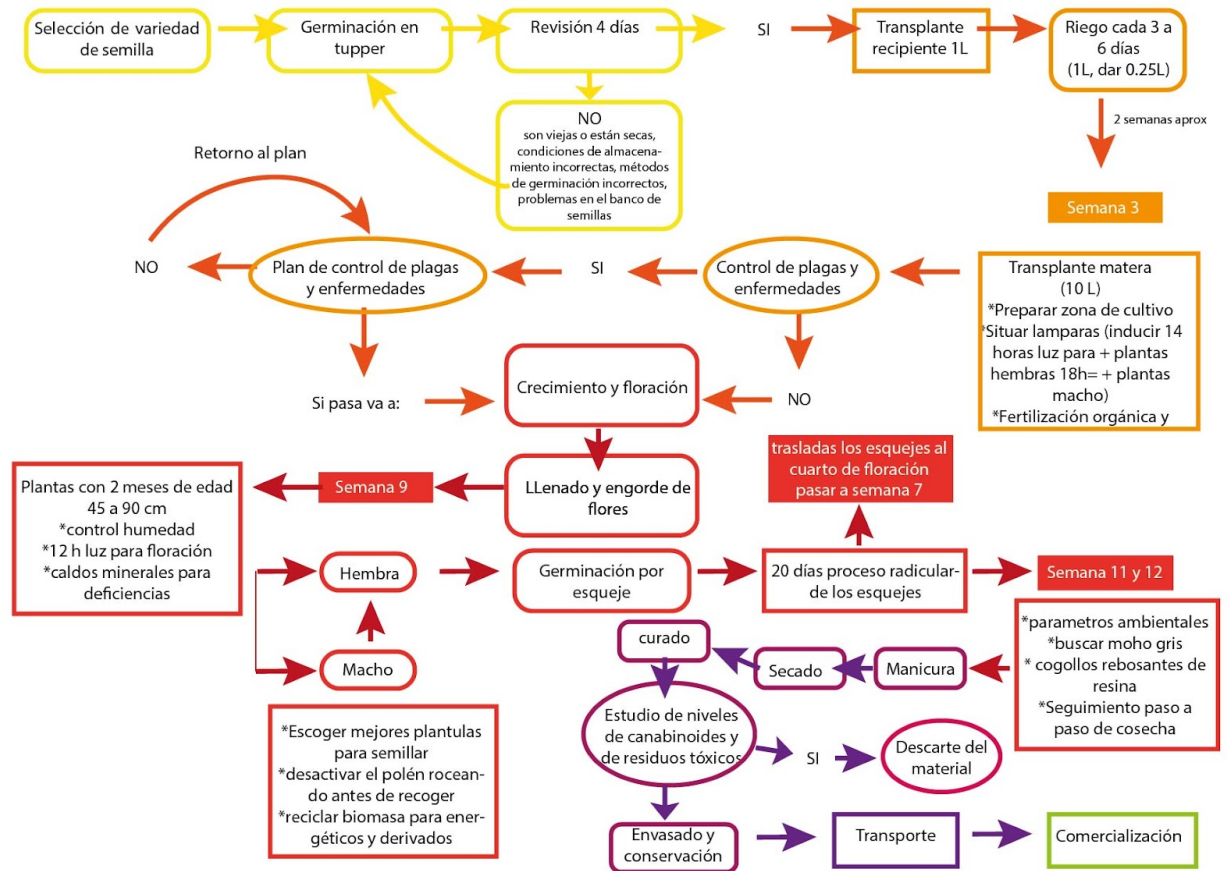 Selección de variedad
de semilla
Germinación en
tupper
Revisión 4 días
SI
Transplante
recipiente 1L
Riego cada 3 a
6 días
(1L, dar 0.25L)
2 semanas aprox
NO
son viejas o están secas,
condiciones de almacena-
miento incorrectas, métodos
de germinación incorrectos,
problemas en el banco de
semillas
Retorno al plan
Semana 3
NO
Plan de control de plagas
y enfermedades
SI
Control de plagas y
enfermedades
Transplante matera
(10 L)
*Preparar zona de cultivo
*Situar lamparas (inducir 14
horas luz para + plantas
hembras 18h= + plantas
macho)
*Fertilización orgánica y
Si pasa va a:
Crecimiento y floración
NO
trasladas los esquejes al
cuarto de floración
pasar a semana 7
Plantas con 2 meses de edad
45 a 90 cm
*control humedad
*12 h luz para floración
*caldos minerales para
deficiencias
Semana 9
LLenado y engorde de
flores
Hembra
Germinación por
esqueje
20 días proceso radicular-
de los esquejes
Semana 11 y 12
Macho
curado
Secado
Manicura
*parametros ambientales
*buscar moho gris
* cogollos rebosantes de
resina
*Seguimiento paso a
paso de cosecha
*Escoger mejores plantulas
para semillar
*desactivar el polén rocean-
do antes de recoger
*reciclar biomasa para ener-
géticos y derivados
Estudio de niveles
de canabinoides y
de residuos tóxicos
SI
Descarte del
material
Envasado y
conservación
Transporte
Comercialización